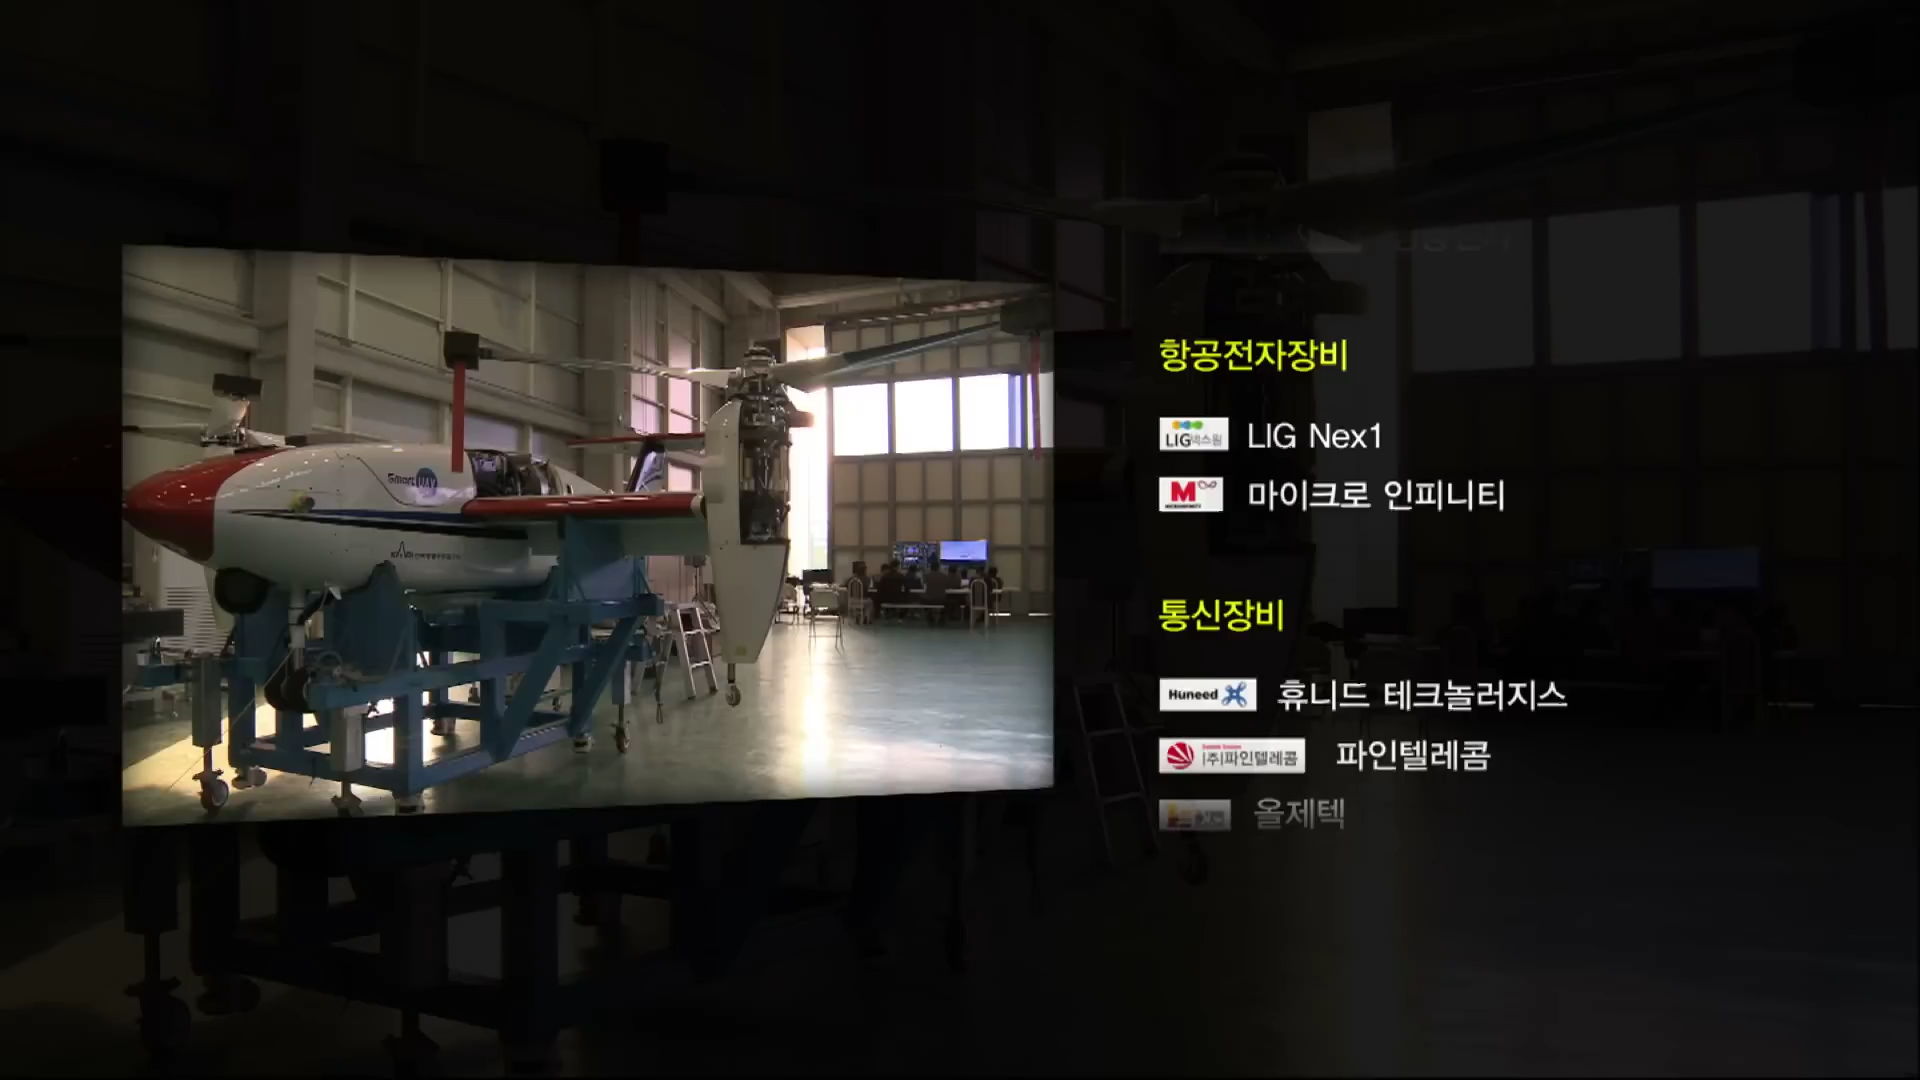 항공전자장비
LIG넥스원 LIG Nex1
M 마이크로 인피니티
통신장비
Huneed 휴니드 테크놀러지스
(주)파인텔레콤 파인텔레콤
올제텍
Smart UAV